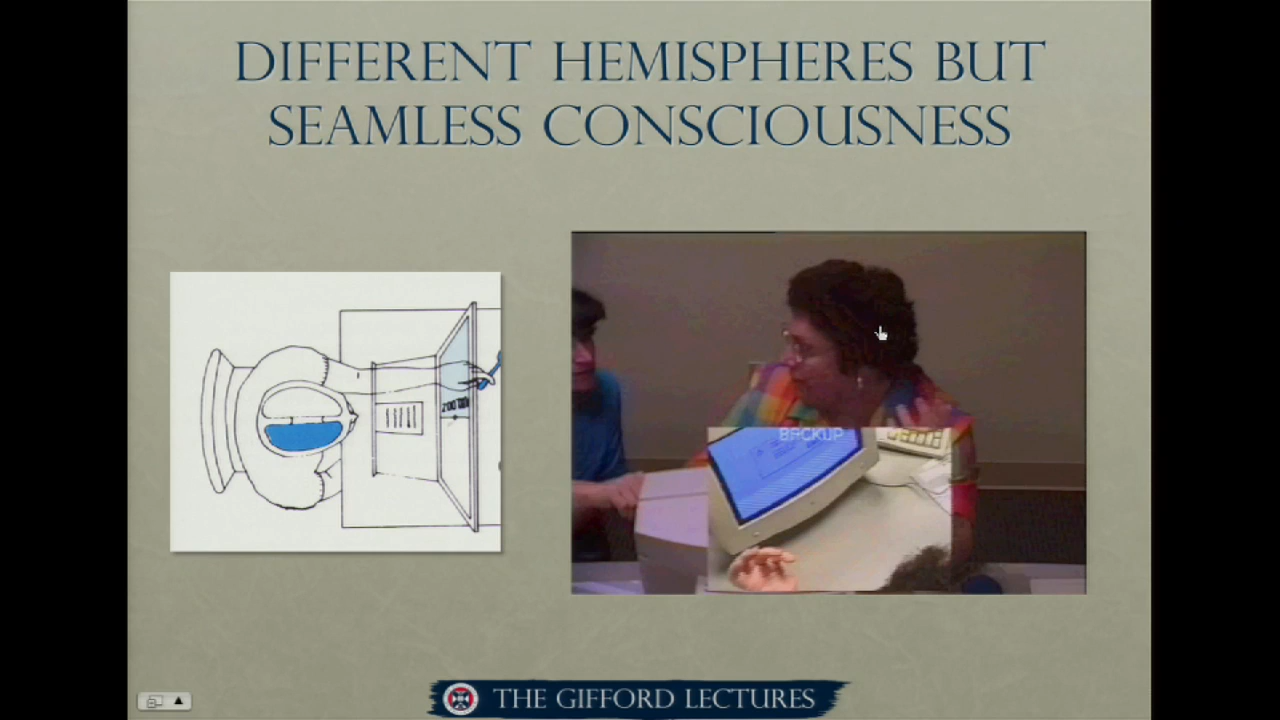 DIFFERENT HEMISPHERES BUT
SEAMLESS CONSCIOUSNESS
BACKUP
THE GIFFORD LECTURES